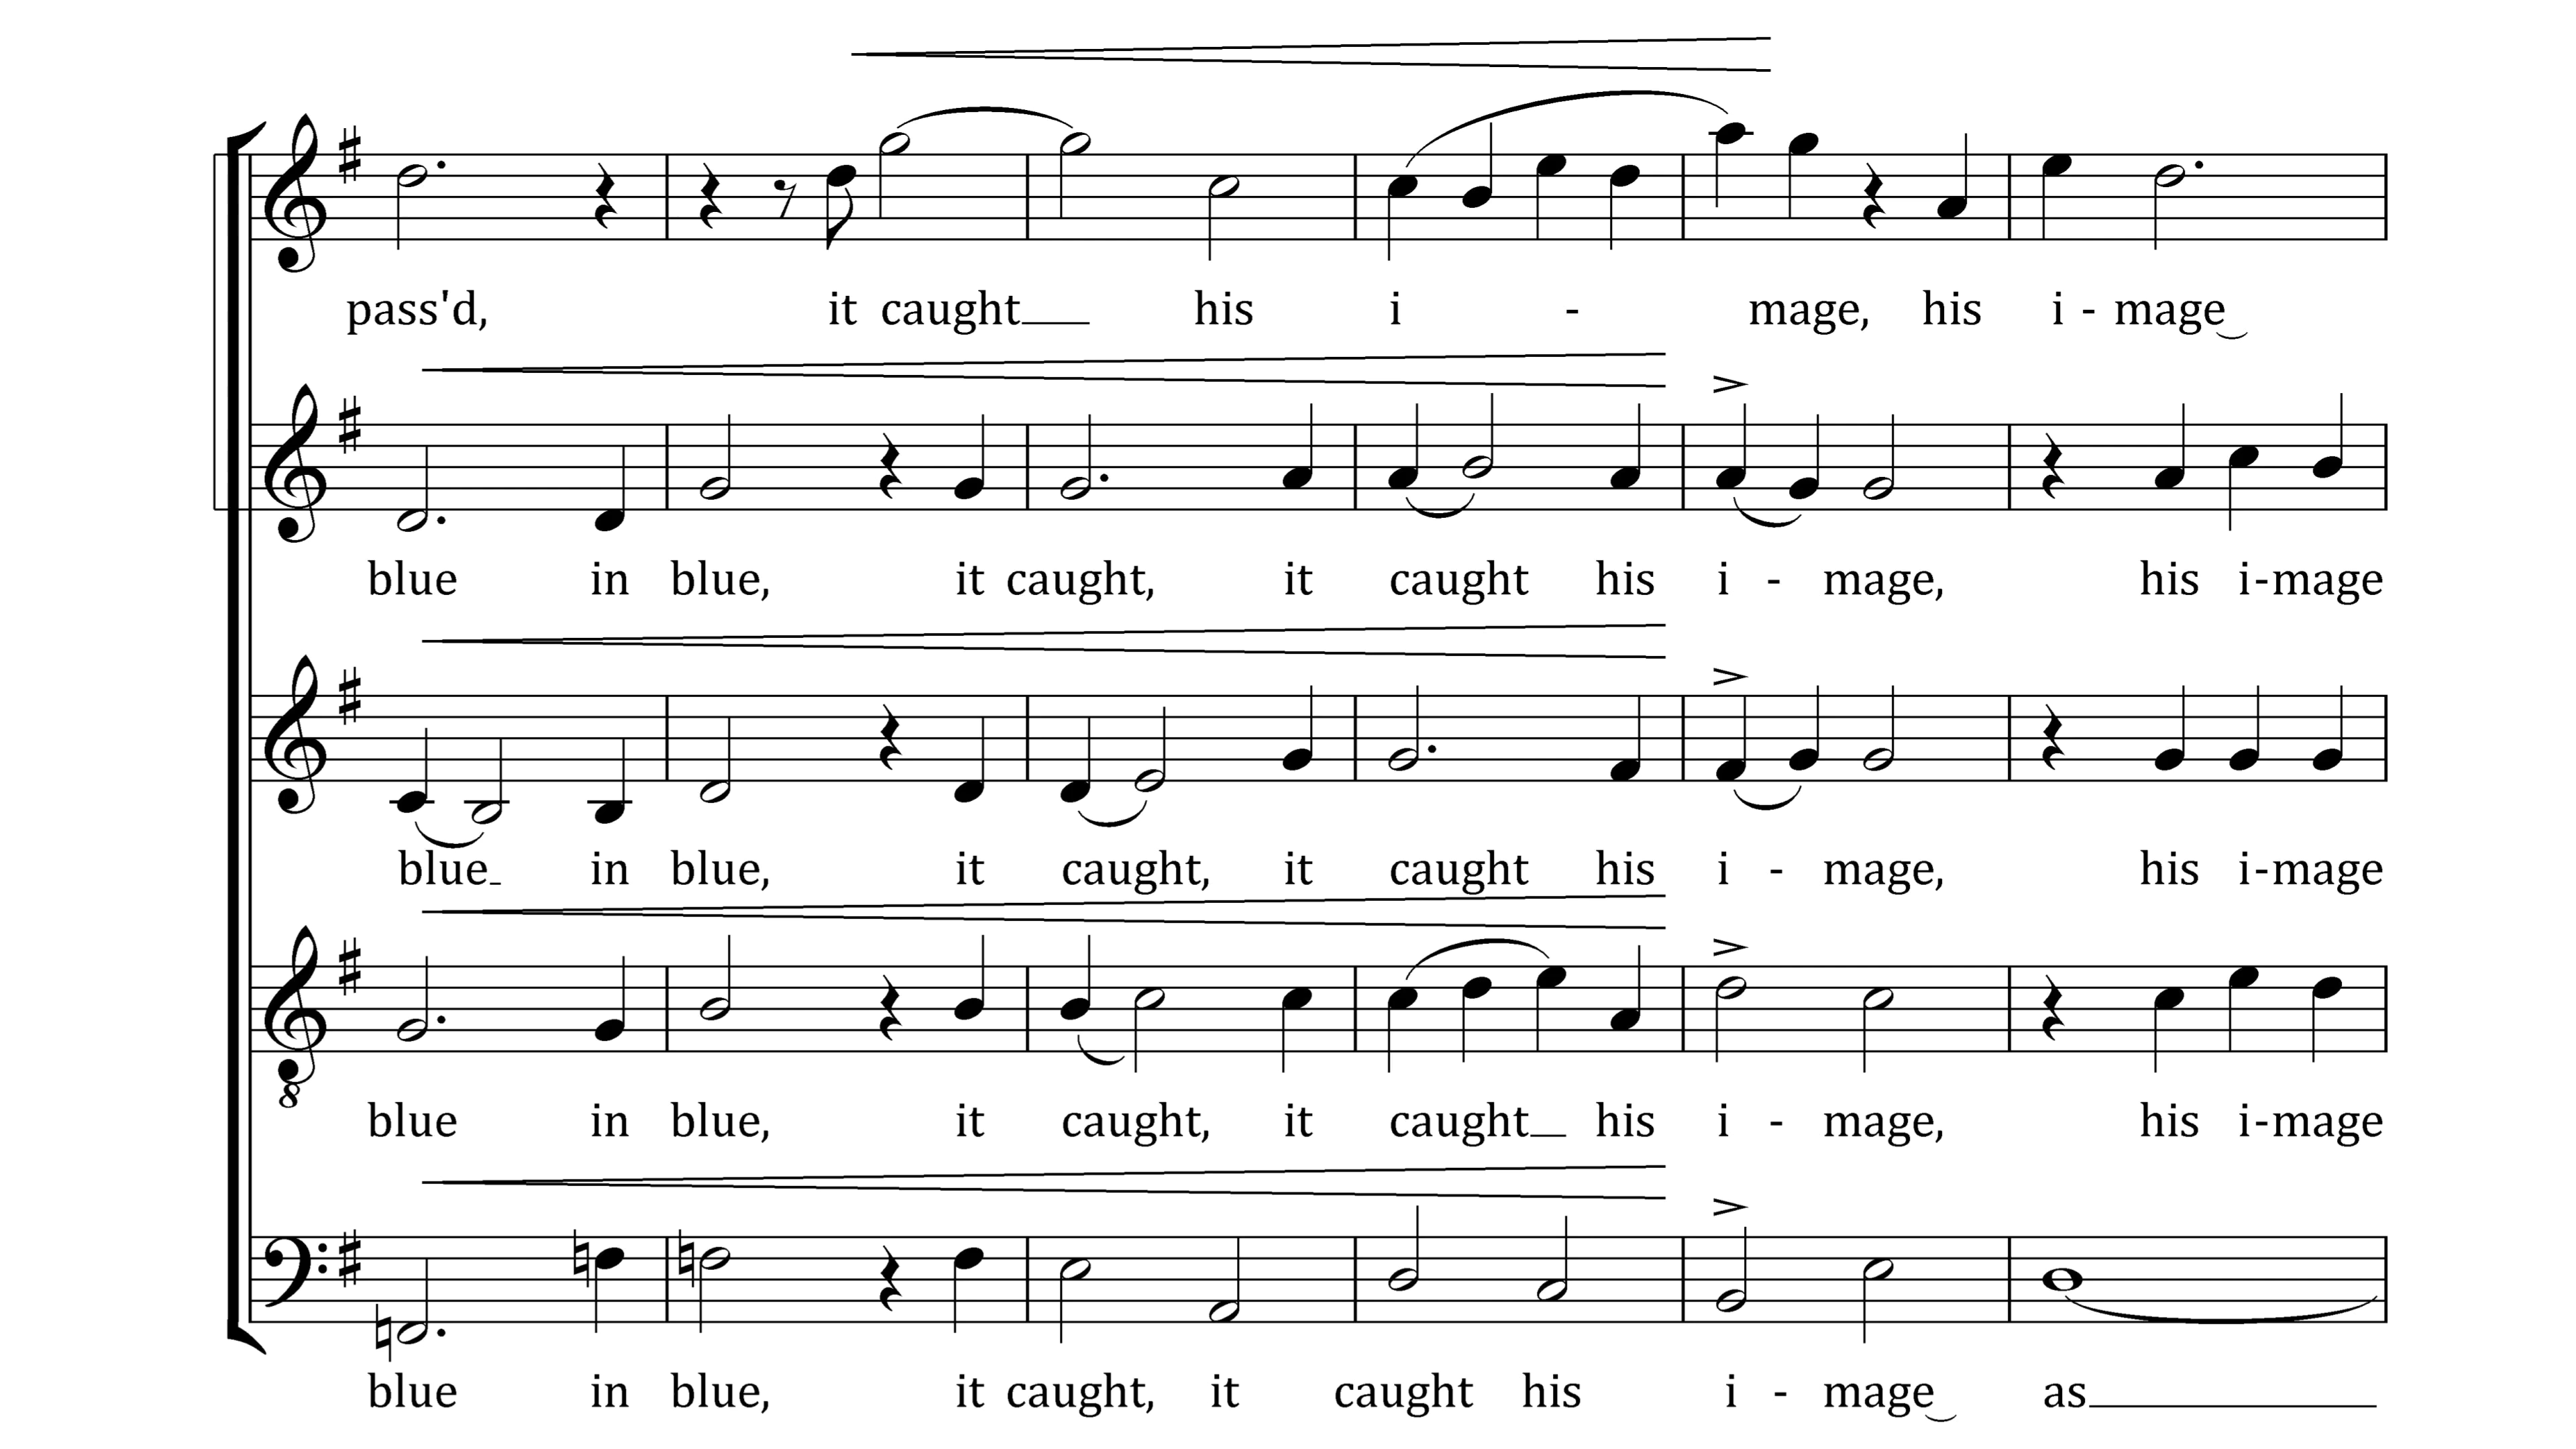 pass'd, it caught his i - mage, his i - mage
blue in blue, it caught, it caught his i - mage, his i-mage
blue in blue, it caught, it caught his i - mage, his i-mage
8
blue in blue, it caught, it caught his i - mage, his i-mage
blue in blue, it caught, it caught his i - mage as